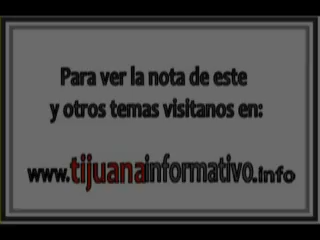 Para ver la nota de este
y otros temas visitanos en:
www.tijuanainformativo.info